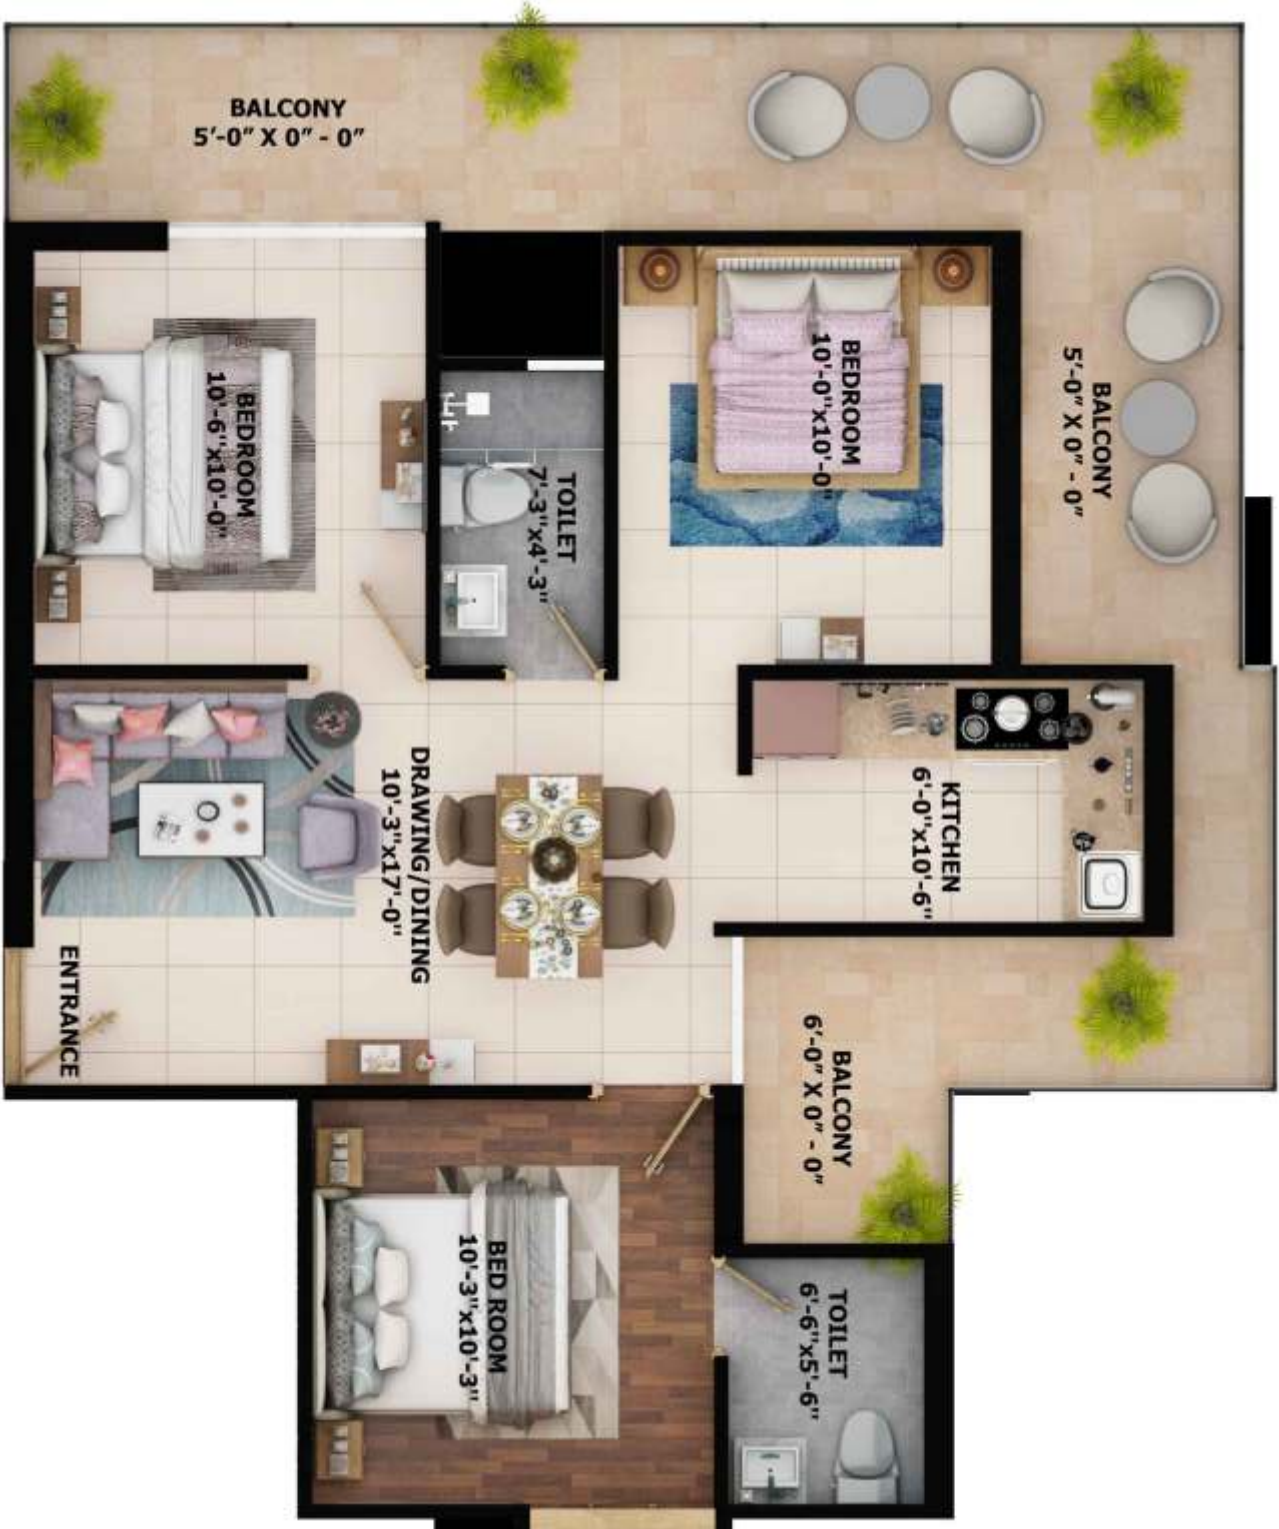 BALCONY
5'-0" X 0" - 0"
BEDROOM
10'-6"x10'-0"
TOILET
7'-3"x4'-3"
BEDROOM
10'-0"x10'-0"
BALCONY
5'-0" X 0" - 0"
DRAWING/DINING
10'-3"x17'-0"
KITCHEN
6'-0"x10'-6"
ENTRANCE
BALCONY
6'-0" X 0" - 0"
BED ROOM
10'-3"x10'-3"
TOILET
6'-6"x5'-6"